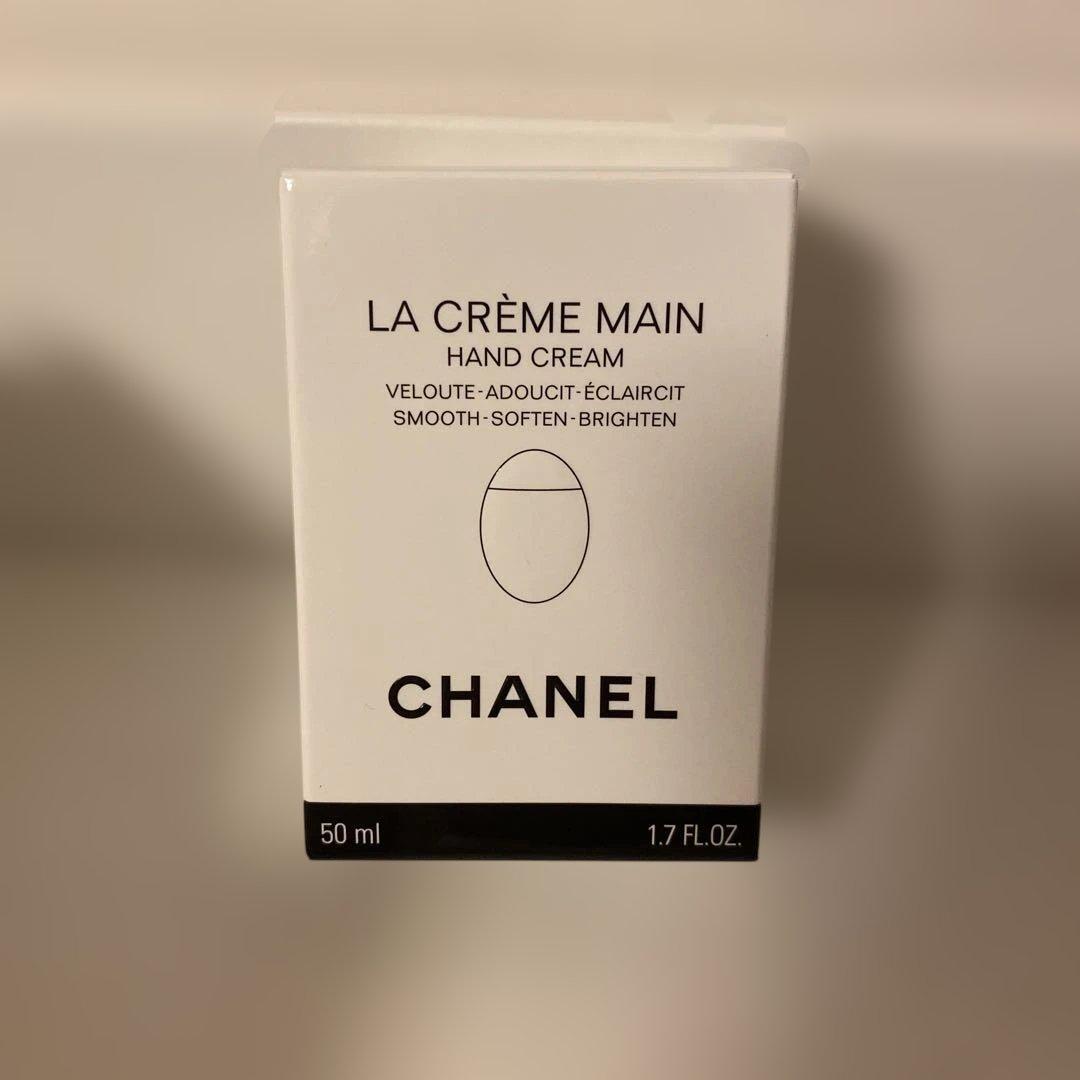 LA CRÈME MAIN
HAND CREAM
VELOUTE-ADOUCIT-ÉCLAIRCIT
SMOOTH-SOFTEN-BRIGHTEN
CHANEL
50 ml 1.7 FL.OZ.